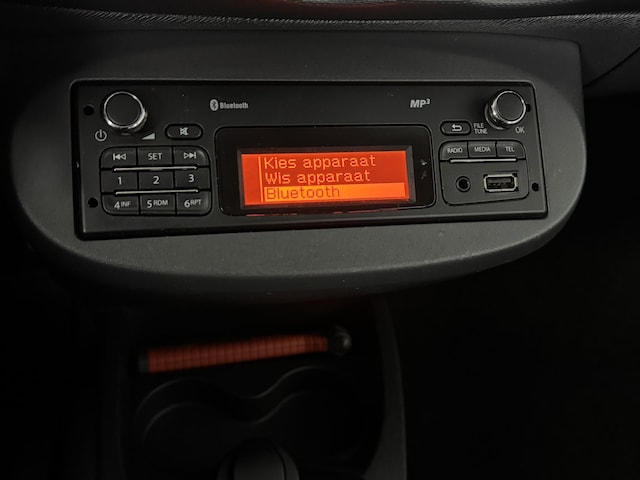 Bluetooth
MP3
Kies apparaat
Wis apparaat
Bluetooth
SET
1 2 3
4 INF 5 RDM 6 RPT
FILE
TUNE
OK
RADIO MEDIA TEL